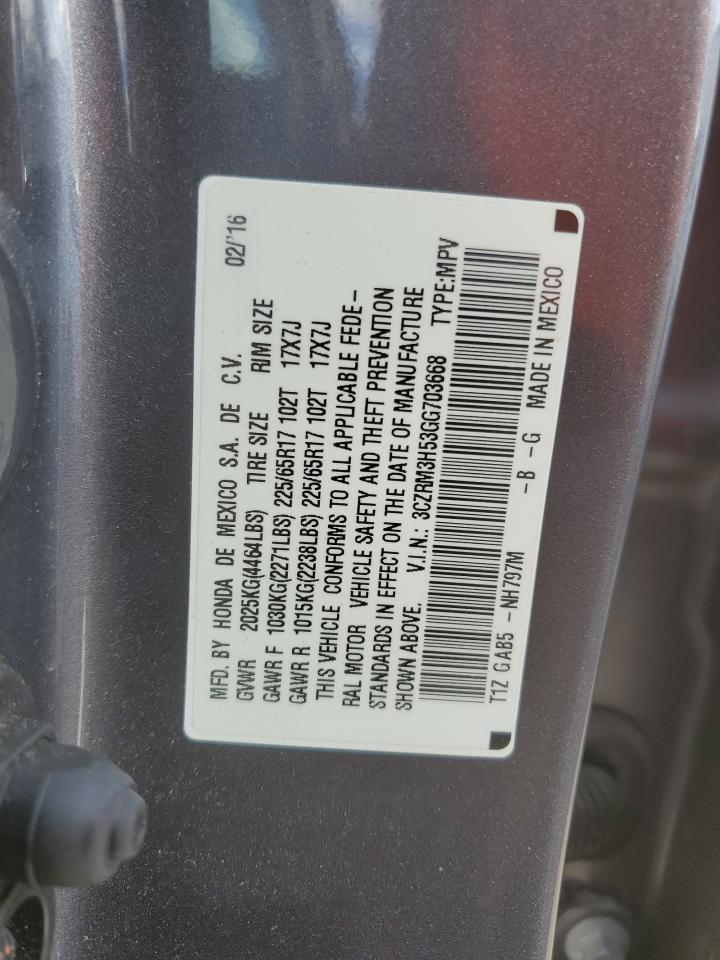 MFD. BY HONDA DE MEXICO S.A. DE C.V. 02/'16
GVWR 2025KG(4464LBS) TIRE SIZE RIM SIZE
GAWR F 1030KG(2271LBS) 225/65R17 102T 17X7J
GAWR R 1015KG(2238LBS) 225/65R17 102T 17X7J
THIS VEHICLE CONFORMS TO ALL APPLICABLE FEDE-
RAL MOTOR VEHICLE SAFETY AND THEFT PREVENTION
STANDARDS IN EFFECT ON THE DATE OF MANUFACTURE
SHOWN ABOVE. V.I.N.: 3CZRM3H53GG703668 TYPE:MPV
T1Z GAB5 -NH797M -B -G MADE IN MEXICO